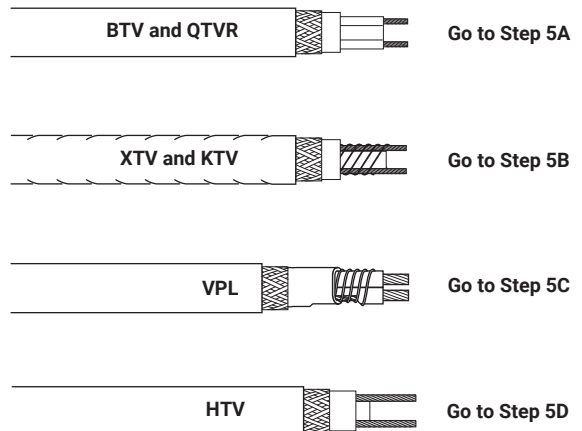 BTV and QTVR Go to Step 5A
XTV and KTV Go to Step 5B
VPL Go to Step 5C
HTV Go to Step 5D